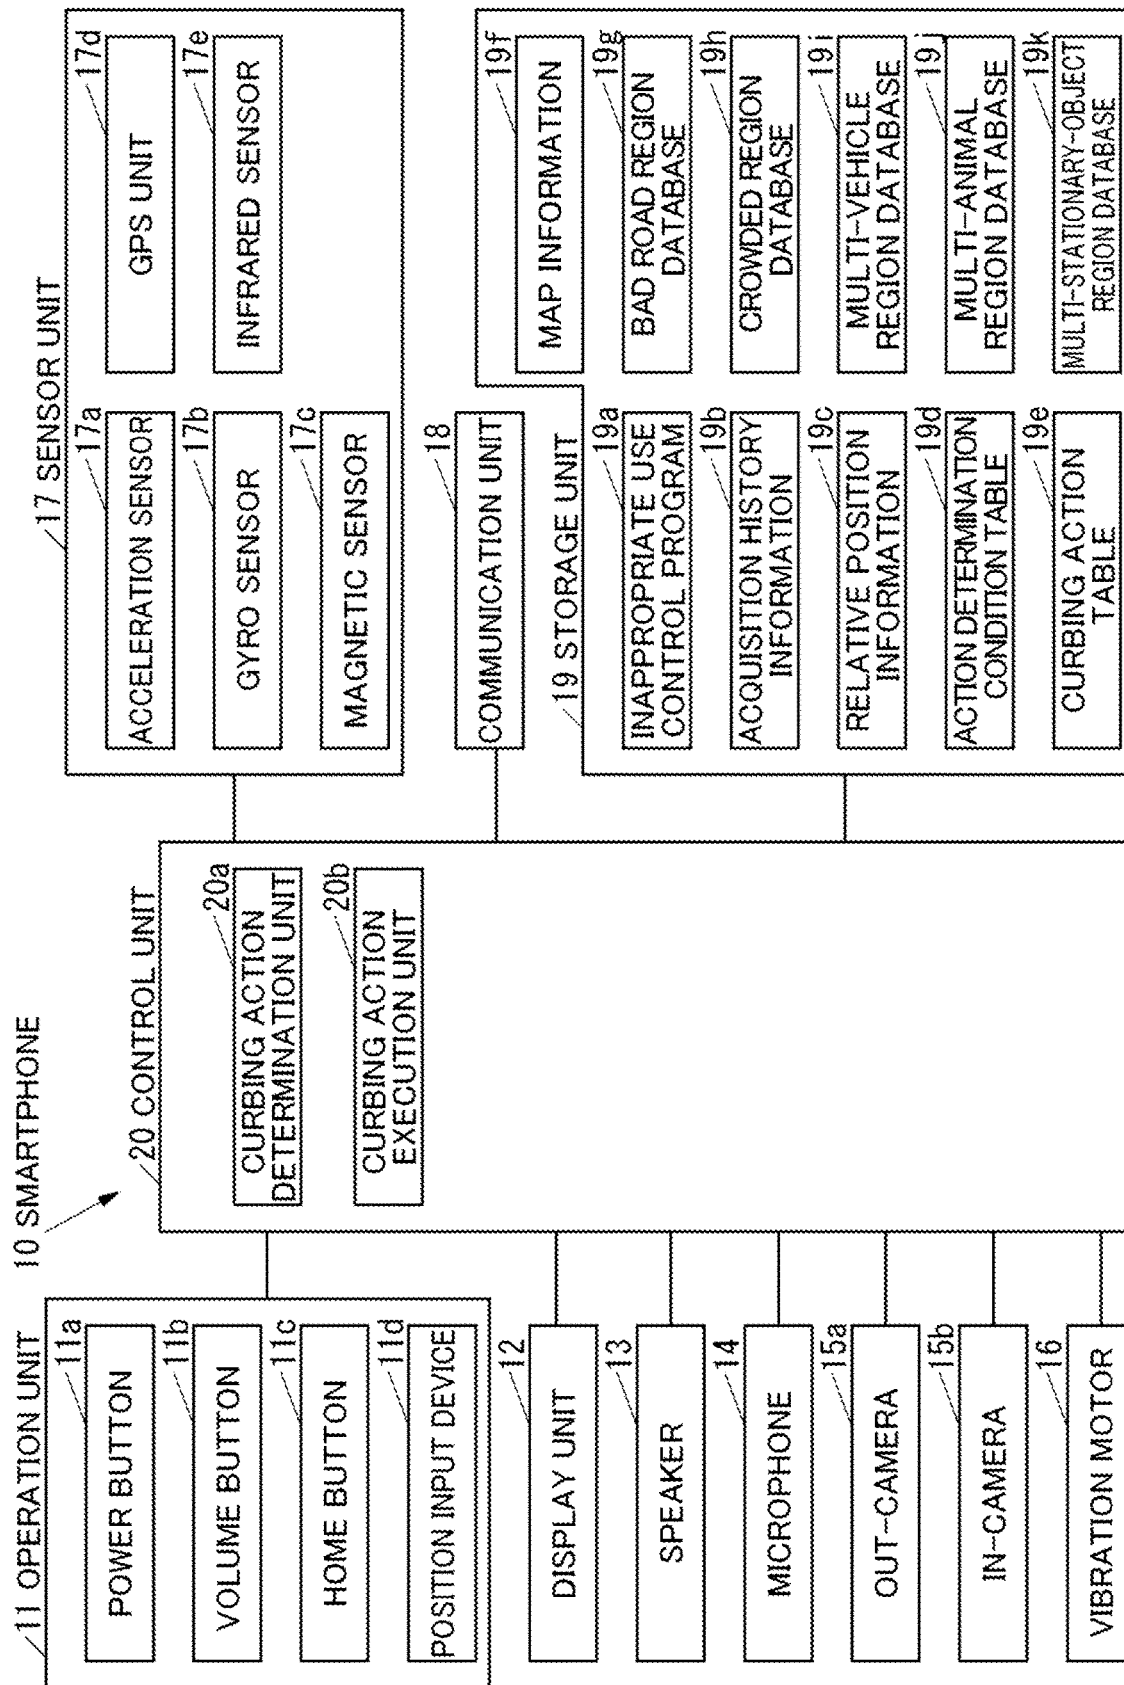 10 SMARTPHONE
11 OPERATION UNIT
11a
POWER BUTTON
11b
VOLUME BUTTON
11c
HOME BUTTON
11d
POSITION INPUT DEVICE
12
DISPLAY UNIT
13
SPEAKER
14
MICROPHONE
15a
OUT-CAMERA
15b
IN-CAMERA
16
VIBRATION MOTOR
20 CONTROL UNIT
20a
CURBING ACTION
DETERMINATION UNIT
20b
CURBING ACTION
EXECUTION UNIT
17 SENSOR UNIT
17a
ACCELERATION SENSOR
17b
GYRO SENSOR
17c
MAGNETIC SENSOR
17d
GPS UNIT
17e
INFRARED SENSOR
18
COMMUNICATION UNIT
19 STORAGE UNIT
19a
INAPPROPRIATE USE
CONTROL PROGRAM
19b
ACQUISITION HISTORY
INFORMATION
19c
RELATIVE POSITION
INFORMATION
19d
ACTION DETERMINATION
CONDITION TABLE
19e
CURBING ACTION
TABLE
19f
MAP INFORMATION
19g
BAD ROAD REGION
DATABASE
19h
CROWDED REGION
DATABASE
19i
MULTI-VEHICLE
REGION DATABASE
19j
MULTI-ANIMAL
REGION DATABASE
19k
MULTI-STATIONARY-OBJECT
REGION DATABASE